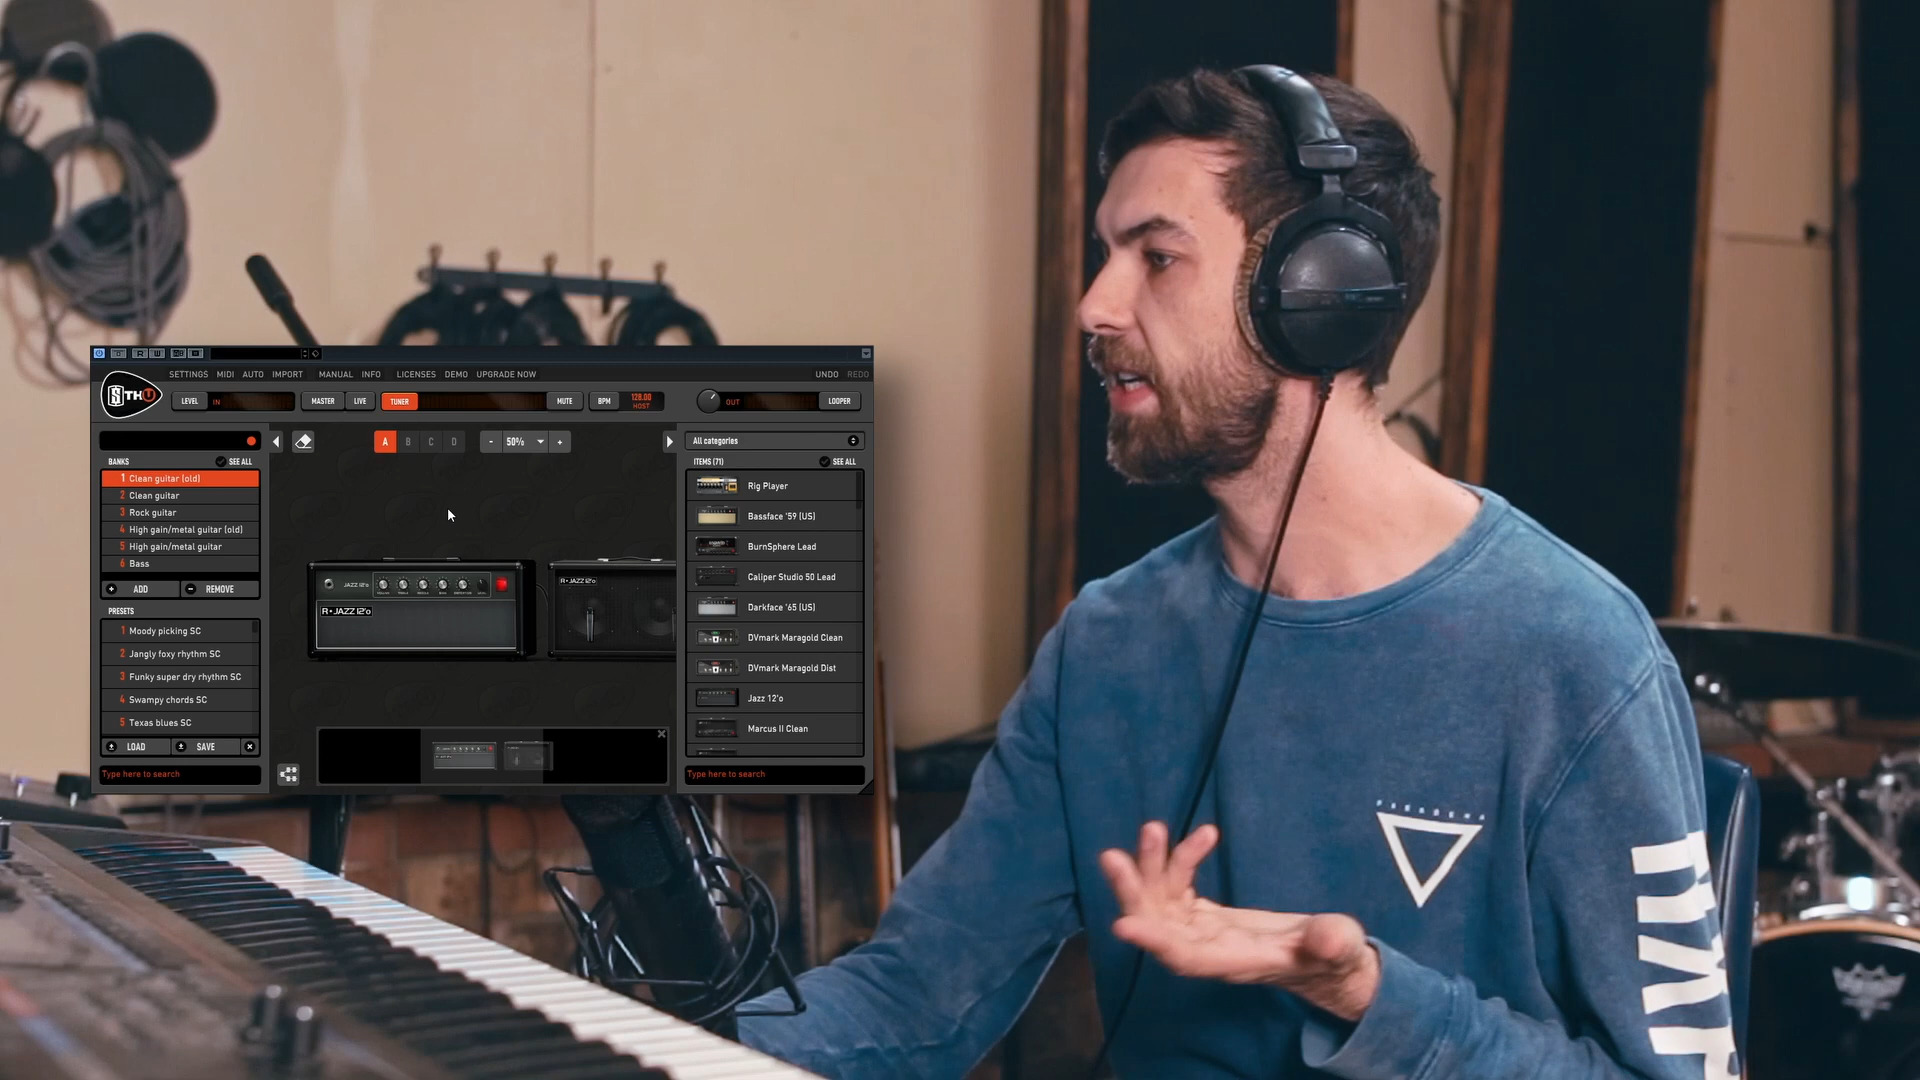 SETTINGS MIDI AUTO IMPORT MANUAL INFO LICENSES DEMO UPGRADE NOW UNDO REDO
S TH U
LEVEL IN MASTER LIVE TUNER MUTE BPM 128.00 HOST OUT LOOPER
A B C D - 50% +
All categories
BANKS SEE ALL
1 Clean guitar (old)
2 Clean guitar
3 Rock guitar
4 High gain/metal guitar (old)
5 High gain/metal guitar
6 Bass
ADD REMOVE
PRESETS
1 Moody picking SC
2 Jangly foxy rhythm SC
3 Funky super dry rhythm SC
4 Swampy chords SC
5 Texas blues SC
LOAD SAVE
Type here to search
JAZZ 12'o
R•JAZZ 12'o
R•JAZZ 12'o
ITEMS (71) SEE ALL
Rig Player
Bassface '59 (US)
BurnSphere Lead
Caliper Studio 50 Lead
Darkface '65 (US)
DVmark Maragold Clean
DVmark Maragold Dist
Jazz 12'o
Marcus II Clean
Type here to search